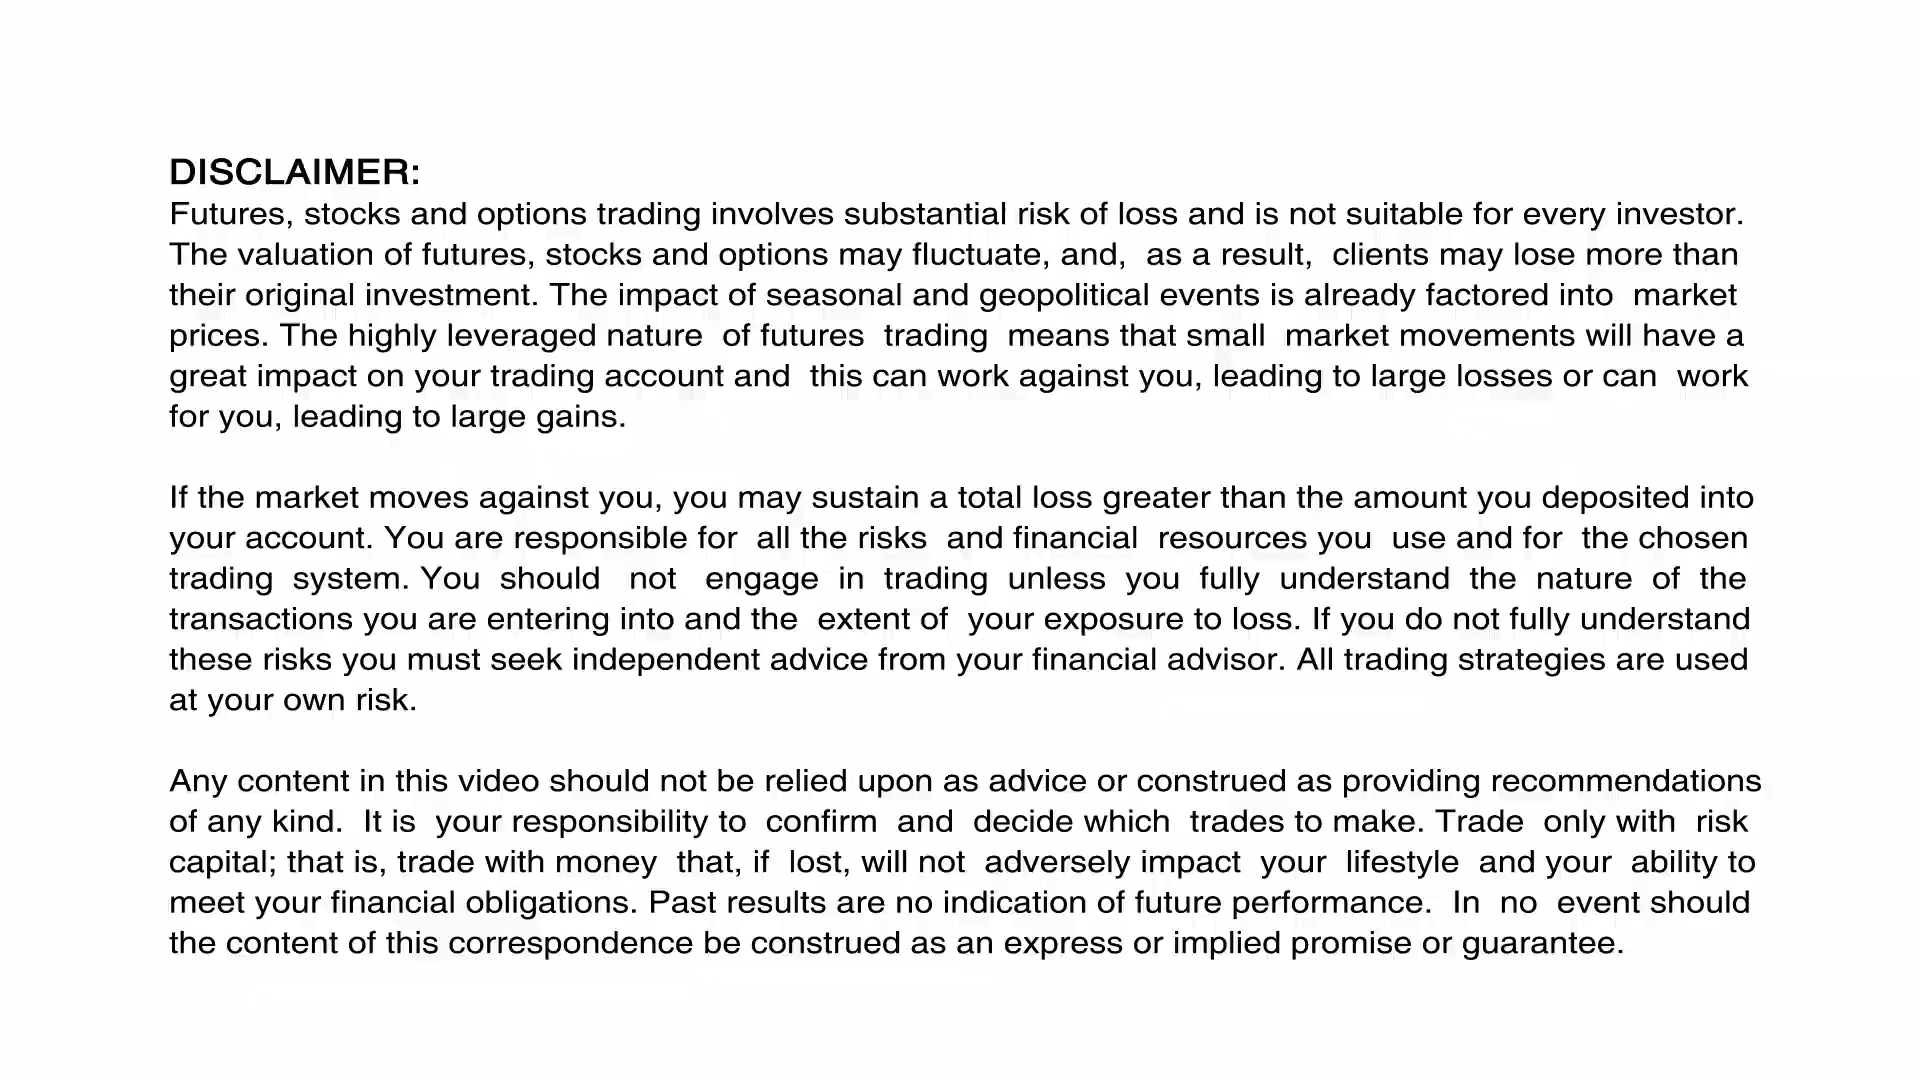 DISCLAIMER:
Futures, stocks and options trading involves substantial risk of loss and is not suitable for every investor.
The valuation of futures, stocks and options may fluctuate, and, as a result, clients may lose more than
their original investment. The impact of seasonal and geopolitical events is already factored into market
prices. The highly leveraged nature of futures trading means that small market movements will have a
great impact on your trading account and this can work against you, leading to large losses or can work
for you, leading to large gains.
If the market moves against you, you may sustain a total loss greater than the amount you deposited into
your account. You are responsible for all the risks and financial resources you use and for the chosen
trading system. You should not engage in trading unless you fully understand the nature of the
transactions you are entering into and the extent of your exposure to loss. If you do not fully understand
these risks you must seek independent advice from your financial advisor. All trading strategies are used
at your own risk.
Any content in this video should not be relied upon as advice or construed as providing recommendations
of any kind. It is your responsibility to confirm and decide which trades to make. Trade only with risk
capital; that is, trade with money that, if lost, will not adversely impact your lifestyle and your ability to
meet your financial obligations. Past results are no indication of future performance. In no event should
the content of this correspondence be construed as an express or implied promise or guarantee.